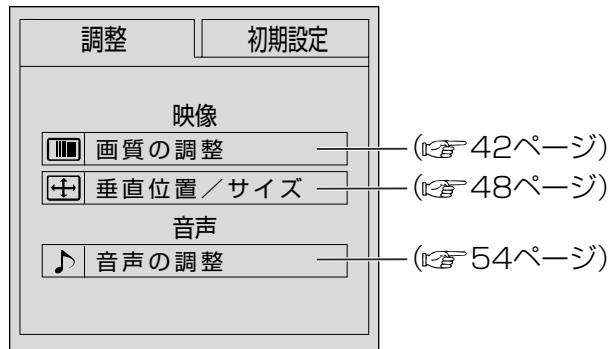 調整 初期設定
映像
画質の調整 (☞42ページ)
垂直位置／サイズ (☞48ページ)
音声
音声の調整 (☞54ページ)